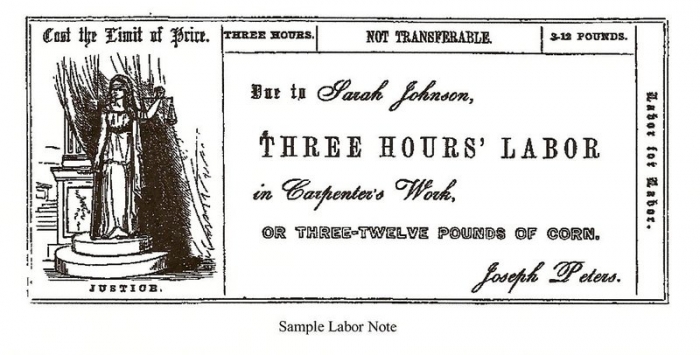 Cost the Limit of Price.
THREE HOURS.
NOT TRANSFERABLE.
3-12 POUNDS.
Due to Sarah Johnson,
THREE HOURS' LABOR
in Carpenter's Work,
OR THREE-TWELVE POUNDS OF CORN.
Joseph Peters.
Labor for Labor.
JUSTICE.
Sample Labor Note